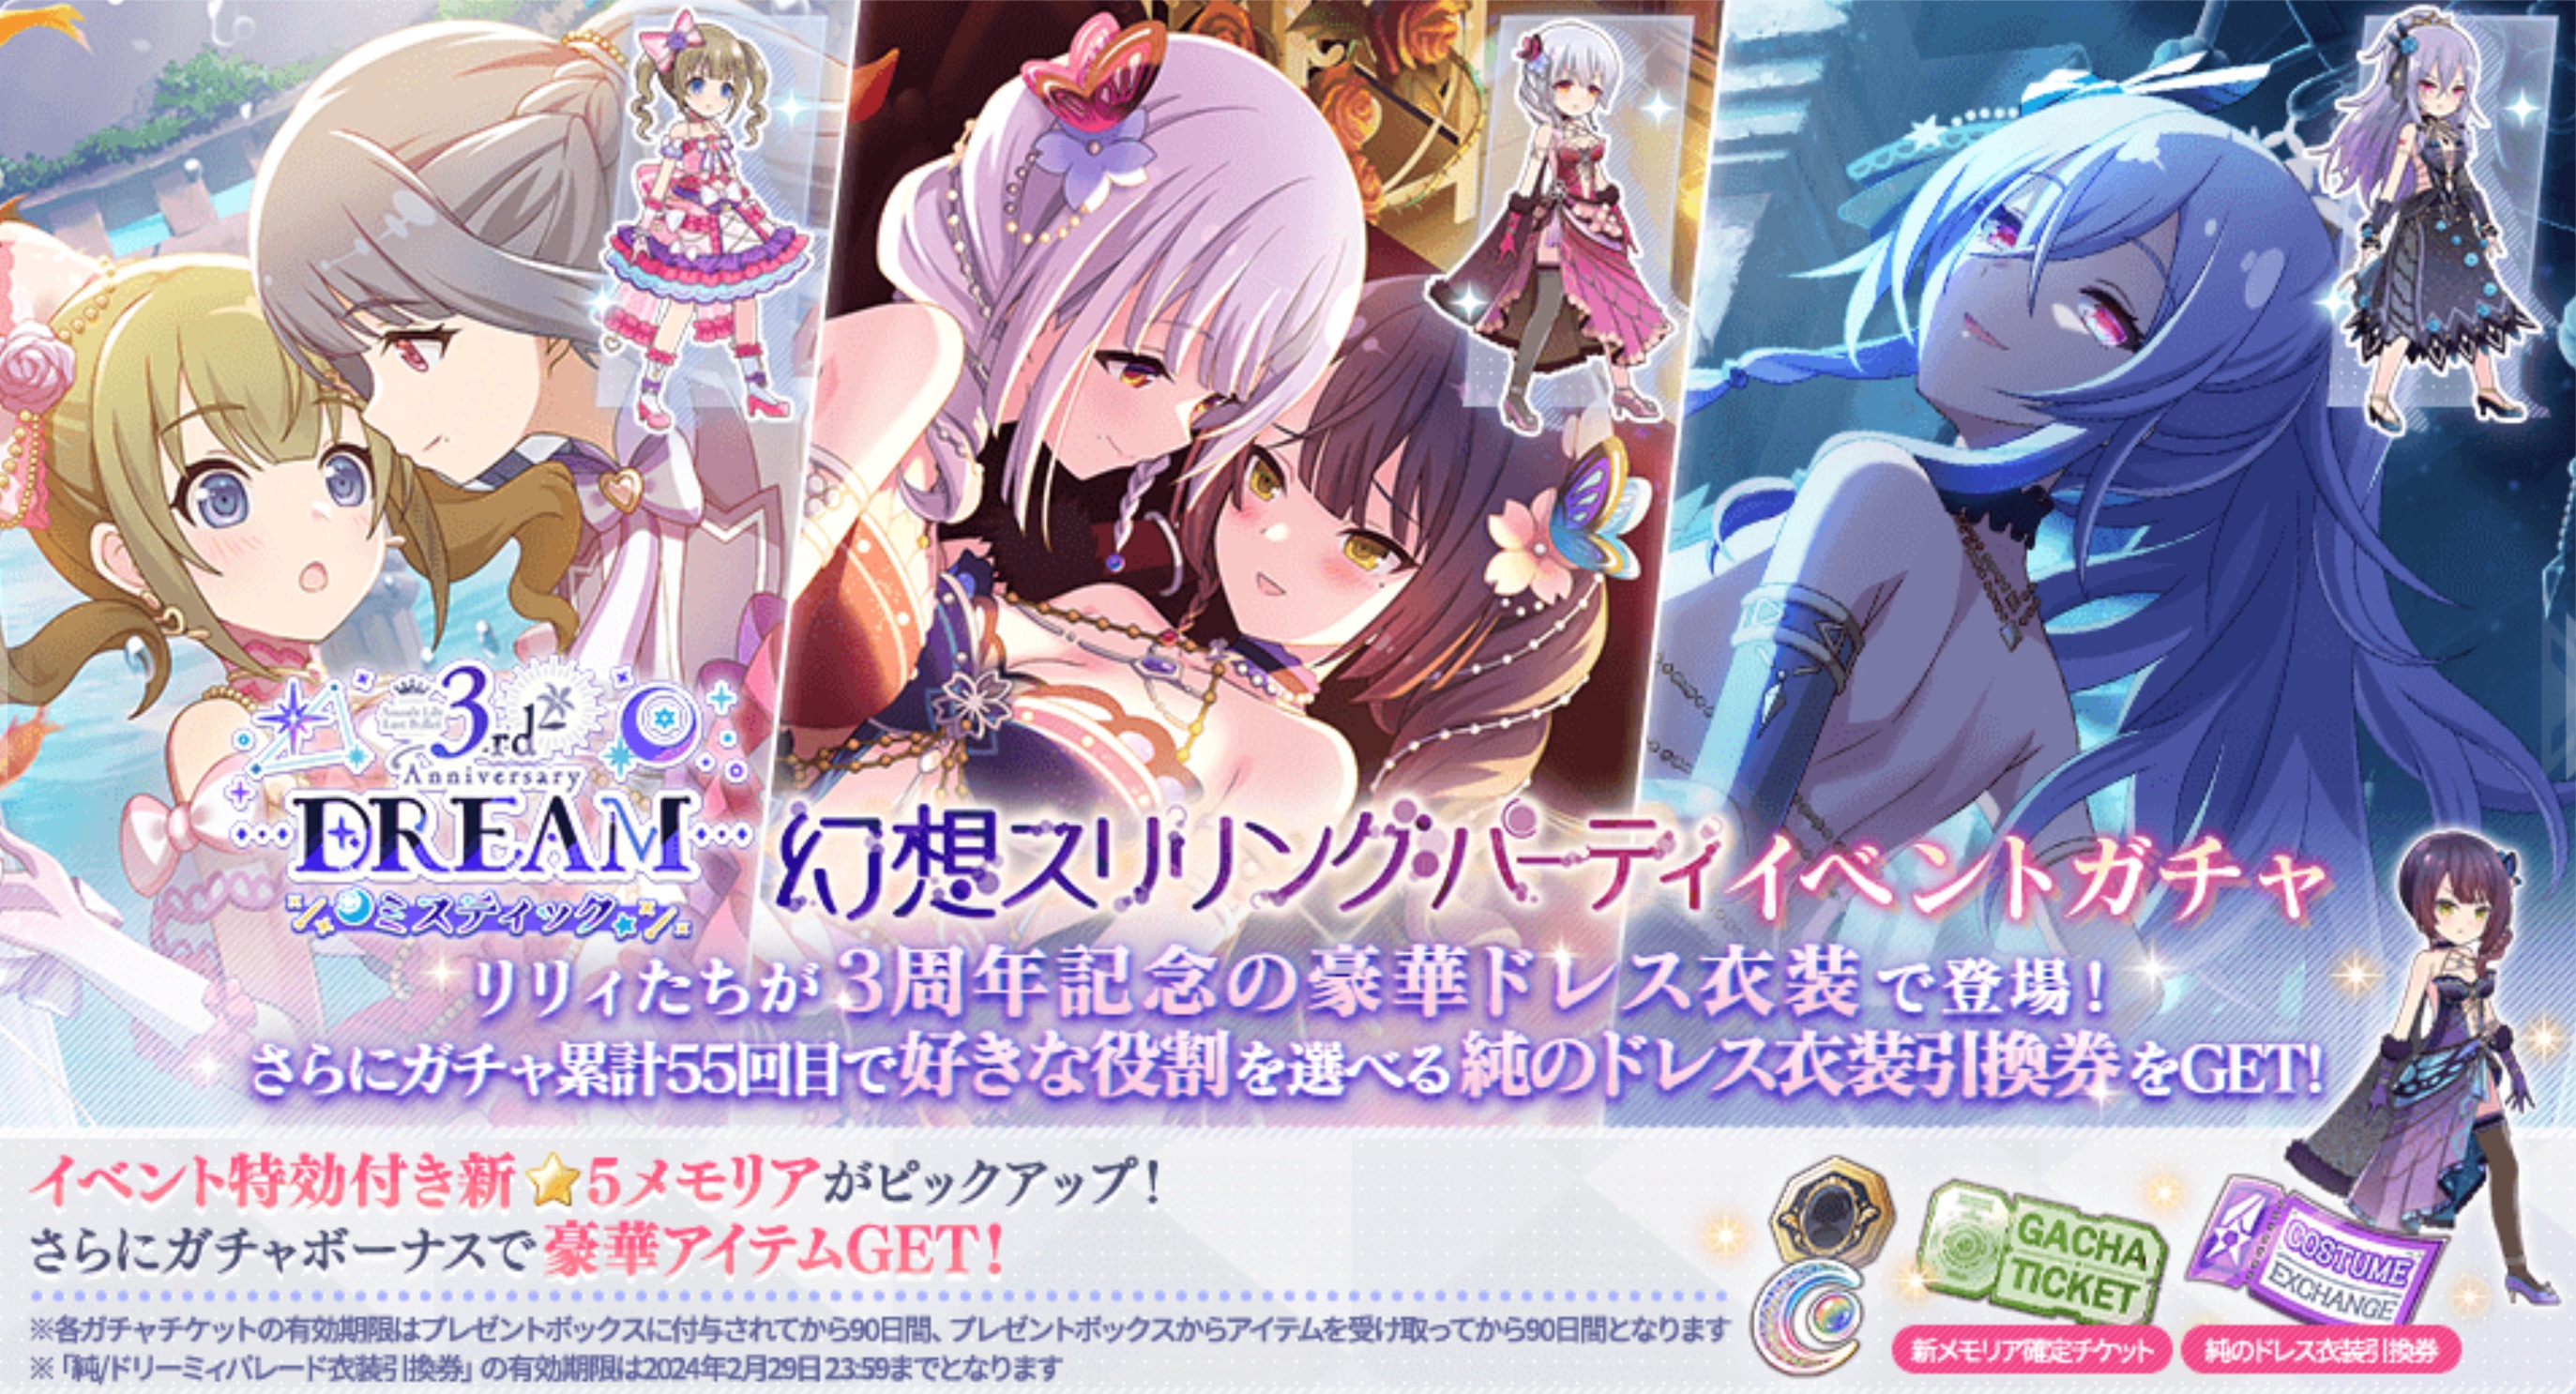 3rd
Anniversary
DREAM
ミスティック
幻想スリリングパーティイベントガチャ
リリィたちが3周年記念の豪華ドレス衣装で登場!
さらにガチャ累計55回目で好きな役割を選べる純のドレス衣装引換券をGET!
イベント特効付き新⭐5メモリアがピックアップ!
さらにガチャボーナスで豪華アイテムGET!
※各ガチャチケットの有効期限はプレゼントボックスに付与されてから90日間、プレゼントボックスからアイテムを受け取ってから90日間となります
※「純/ドリーミィパレード衣装引換券」の有効期限は2024年2月29日 23:59までとなります
GACHA
TICKET
新メモリア確定チケット
COSTUME
EXCHANGE
純のドレス衣装引換券